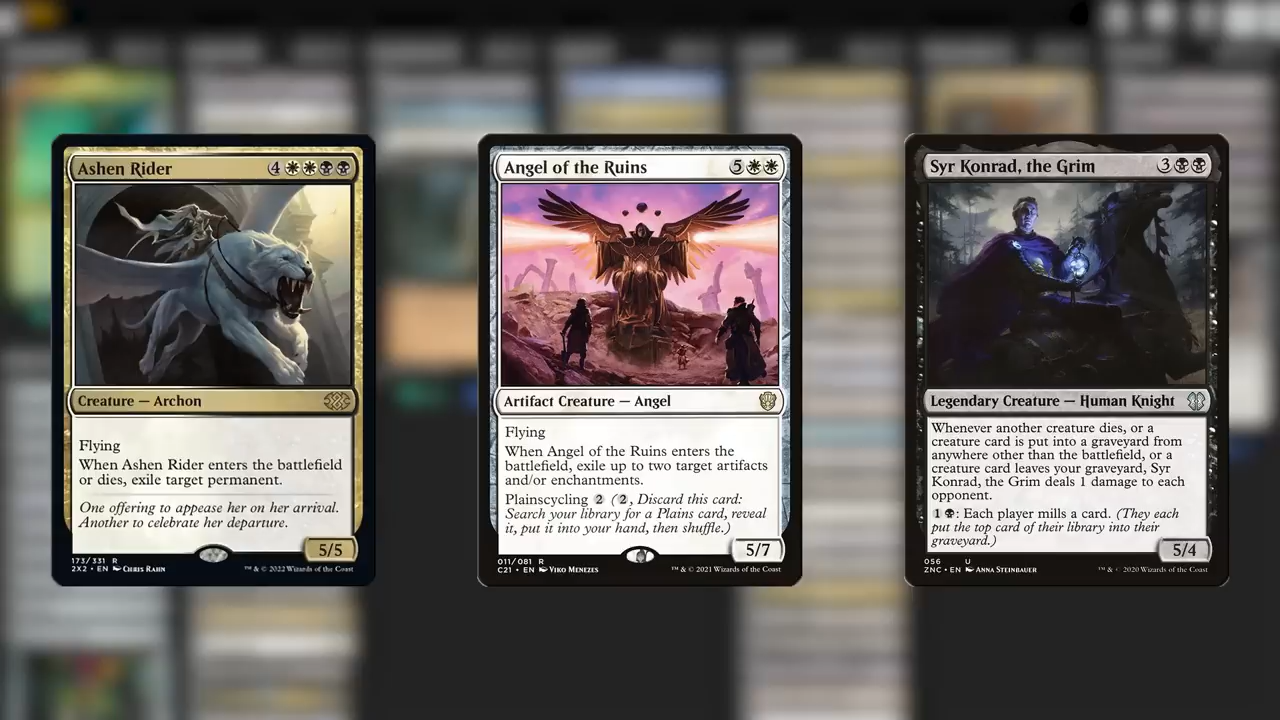 Ashen Rider 4
Creature — Archon
Flying
When Ashen Rider enters the battlefield
or dies, exile target permanent.
One offering to appease her on her arrival.
Another to celebrate her departure.
5/5
173/331 R
2X2 • EN Chris Rahn
™ & © 2022 Wizards of the Coast
Angel of the Ruins 5
Artifact Creature — Angel
Flying
When Angel of the Ruins enters the
battlefield, exile up to two target artifacts
and/or enchantments.
Plainscycling 2 (2, Discard this card:
Search your library for a Plains card, reveal
it, put it into your hand, then shuffle.)
5/7
011/081 R
C21 • EN Viko Menezes
™ & © 2021 Wizards of the Coast
Syr Konrad, the Grim 3
Legendary Creature — Human Knight
Whenever another creature dies, or a
creature card is put into a graveyard from
anywhere other than the battlefield, or a
creature card leaves your graveyard, Syr
Konrad, the Grim deals 1 damage to each
opponent.
1 : Each player mills a card. (They each
put the top card of their library into their
graveyard.)
5/4
056 U
ZNC • EN Anna Steinbauer
™ & © 2020 Wizards of the Coast